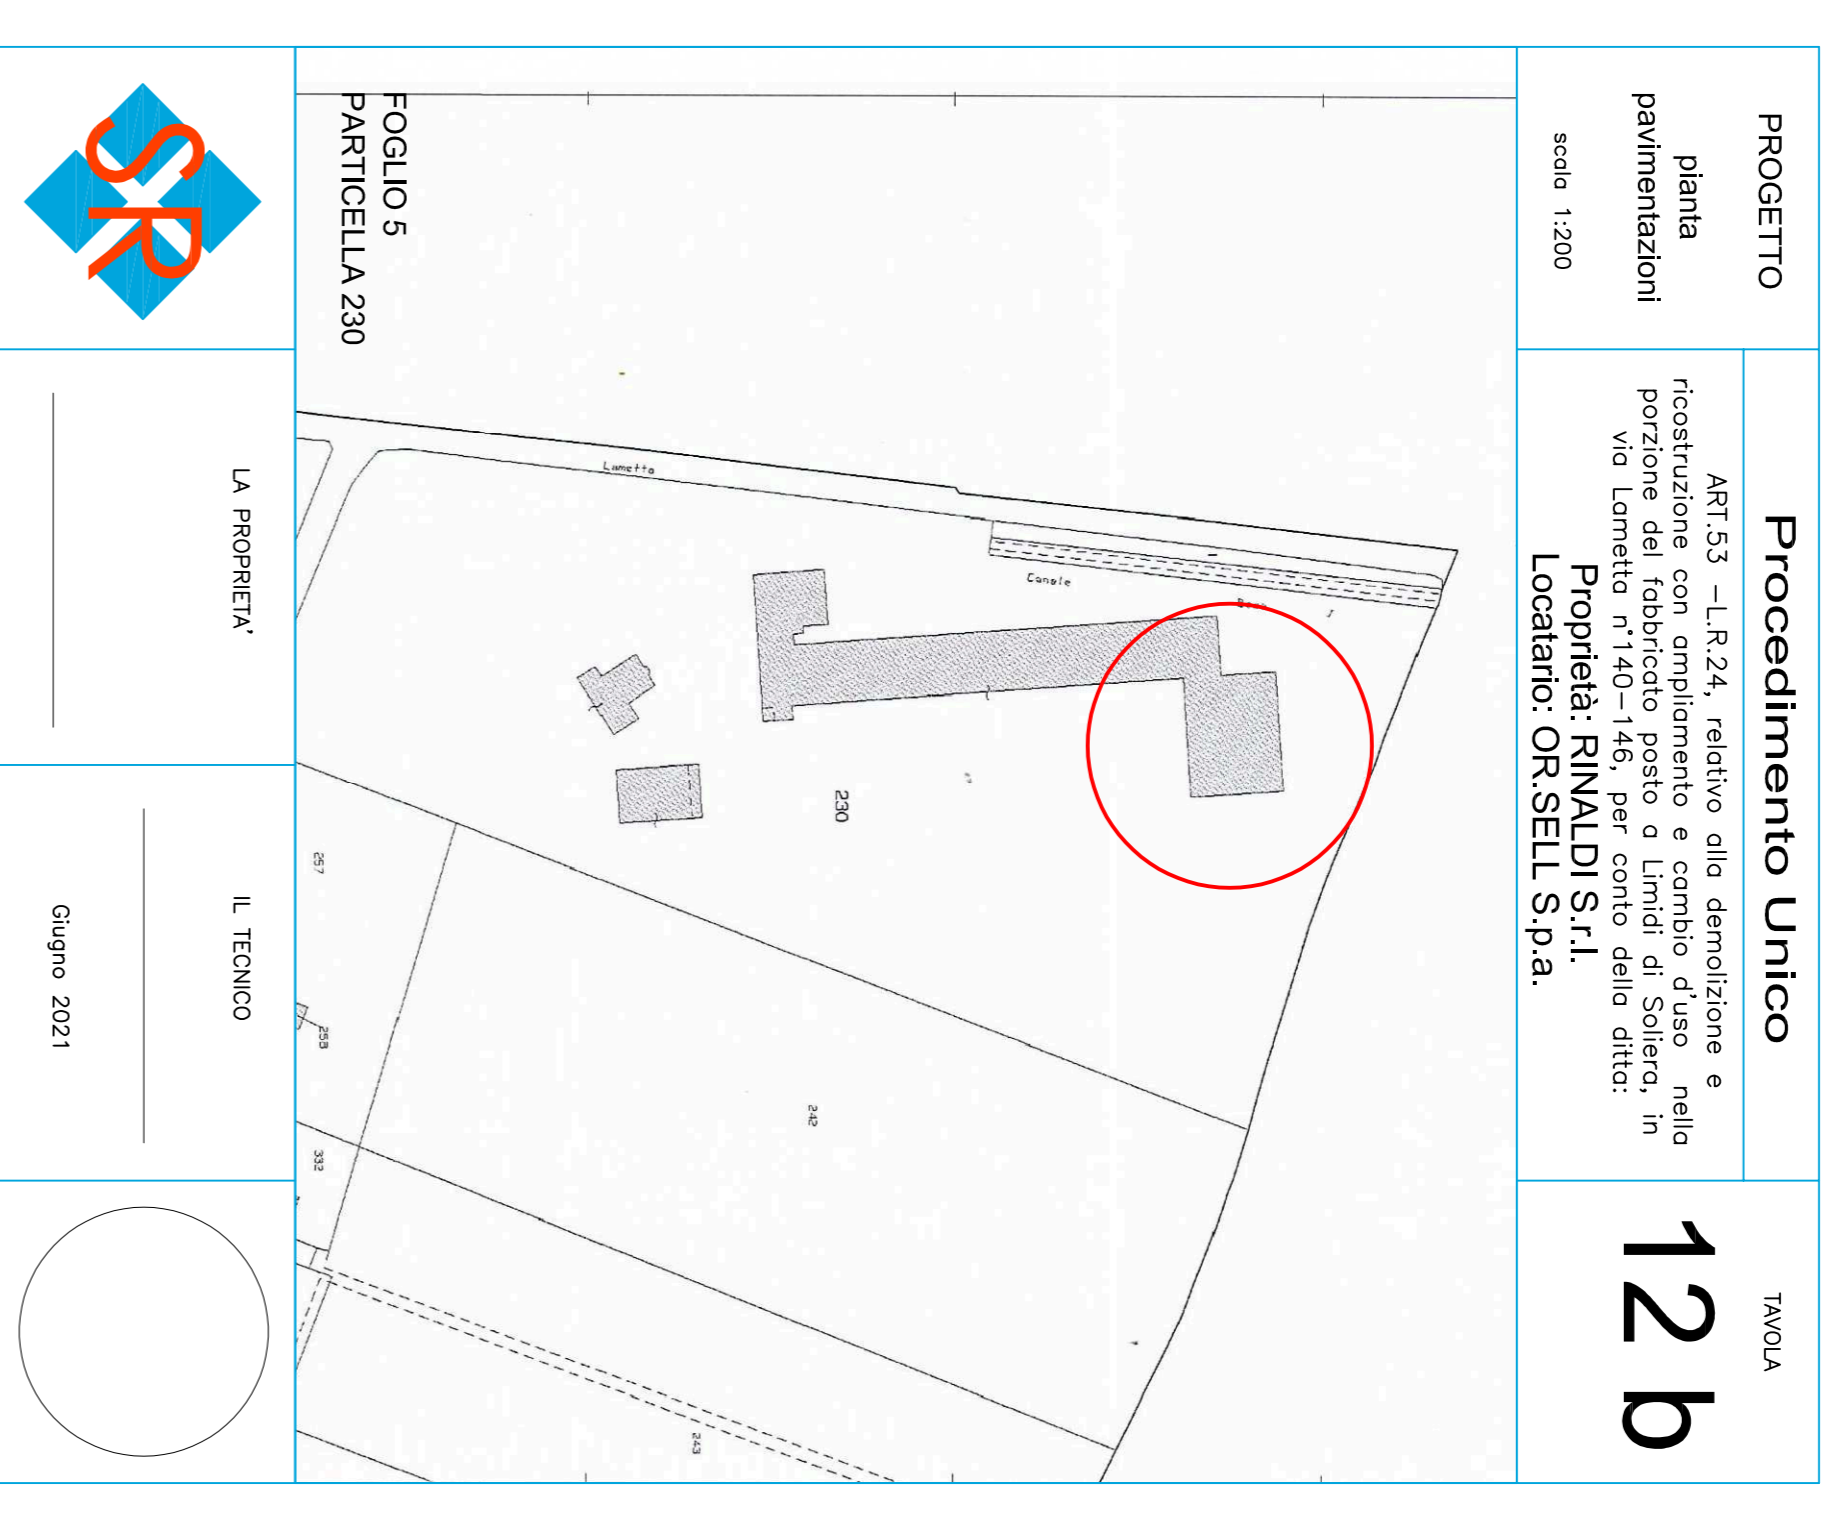 PROGETTO
pianta
pavimentazioni
scala 1:200
Procedimento Unico
ART.53 –L.R.24, relativo alla demolizione e
ricostruzione con ampliamento e cambio d'uso nella
porzione del fabbricato posto a Limidi di Soliera, in
via Lametta n°140–146, per conto della ditta:
Proprietà: RINALDI S.r.l.
Locatario: OR.SELL S.p.a.
TAVOLA
12 b
FOGLIO 5
PARTICELLA 230
Lametta
Canale
230
242
243
257
258
332
SR
LA PROPRIETA'
IL TECNICO
Giugno 2021